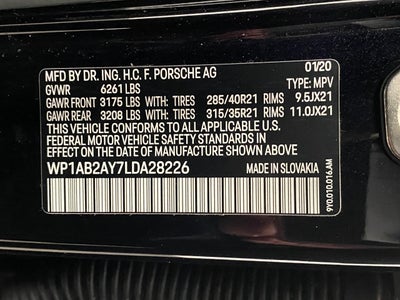 MFD BY DR. ING. H.C. F. PORSCHE AG 01/20
GVWR 6261 LBS TYPE: MPV
GAWR FRONT 3175 LBS WITH: TIRES 285/40R21 RIMS 9.5JX21
GAWR REAR 3208 LBS WITH: TIRES 315/35R21 RIMS 11.0JX21
THIS VEHICLE CONFORMS TO ALL APPLICABLE U.S.
FEDERAL MOTOR VEHICLE SAFETY STANDARDS IN
EFFECT ON THE DATE OF MANUFACTURE SHOWN ABOVE.
WP1AB2AY7LDA28226 MADE IN SLOVAKIA
9Y0.010.016.AM